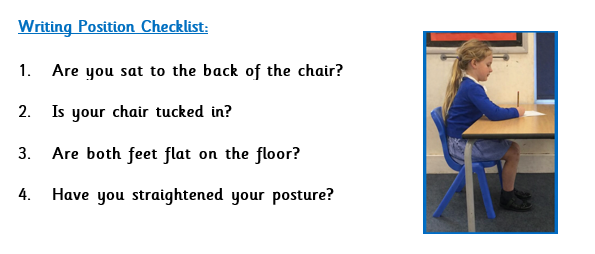 Writing Position Checklist:
1. Are you sat to the back of the chair?
2. Is your chair tucked in?
3. Are both feet flat on the floor?
4. Have you straightened your posture?